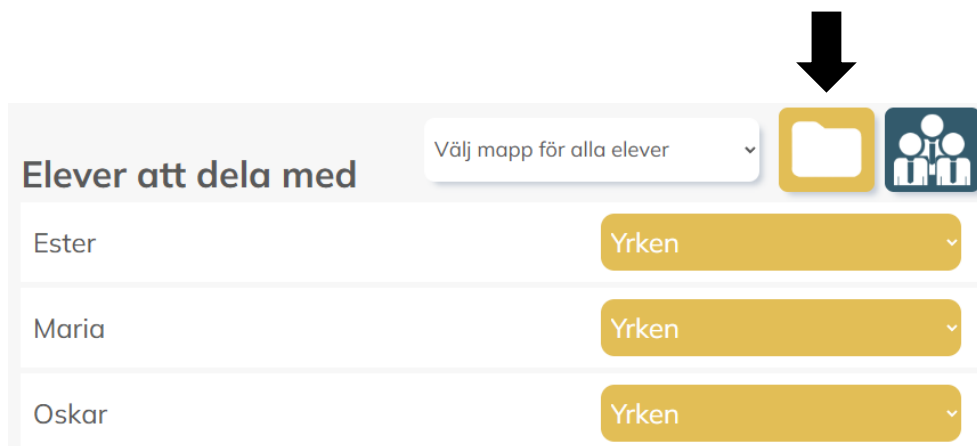 Välj mapp för alla elever
Elever att dela med
Ester Yrken
Maria Yrken
Oskar Yrken